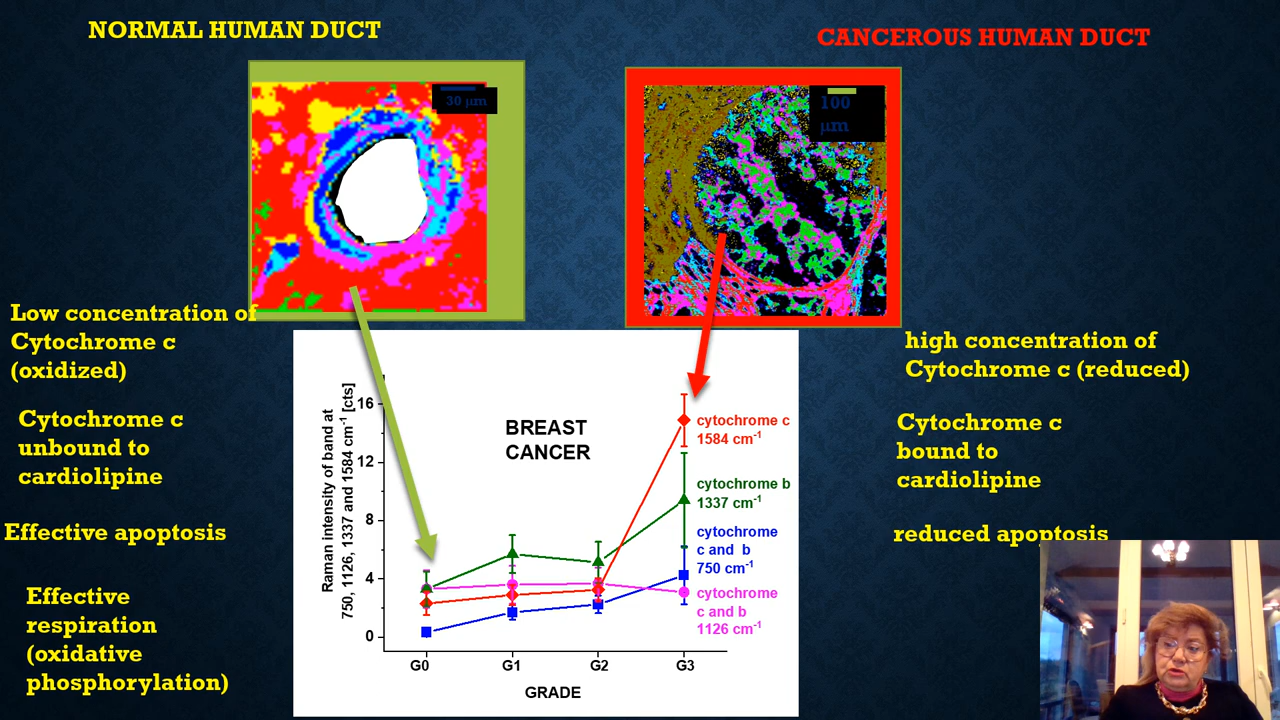 NORMAL HUMAN DUCT
CANCEROUS HUMAN DUCT
30 µm
100
µm
Low concentration of
Cytochrome c
(oxidized)
Cytochrome c
unbound to
cardiolipine
Effective apoptosis
Effective
respiration
(oxidative
phosphorylation)
Raman intensity of band at
750, 1126, 1337 and 1584 cm-1 [cts]
16
12
8
4
0
BREAST
CANCER
cytochrome c
1584 cm-1
cytochrome b
1337 cm-1
cytochrome
c and b
750 cm-1
cytochrome
c and b
1126 cm-1
G0 G1 G2 G3
GRADE
high concentration of
Cytochrome c (reduced)
Cytochrome c
bound to
cardiolipine
reduced apoptosis